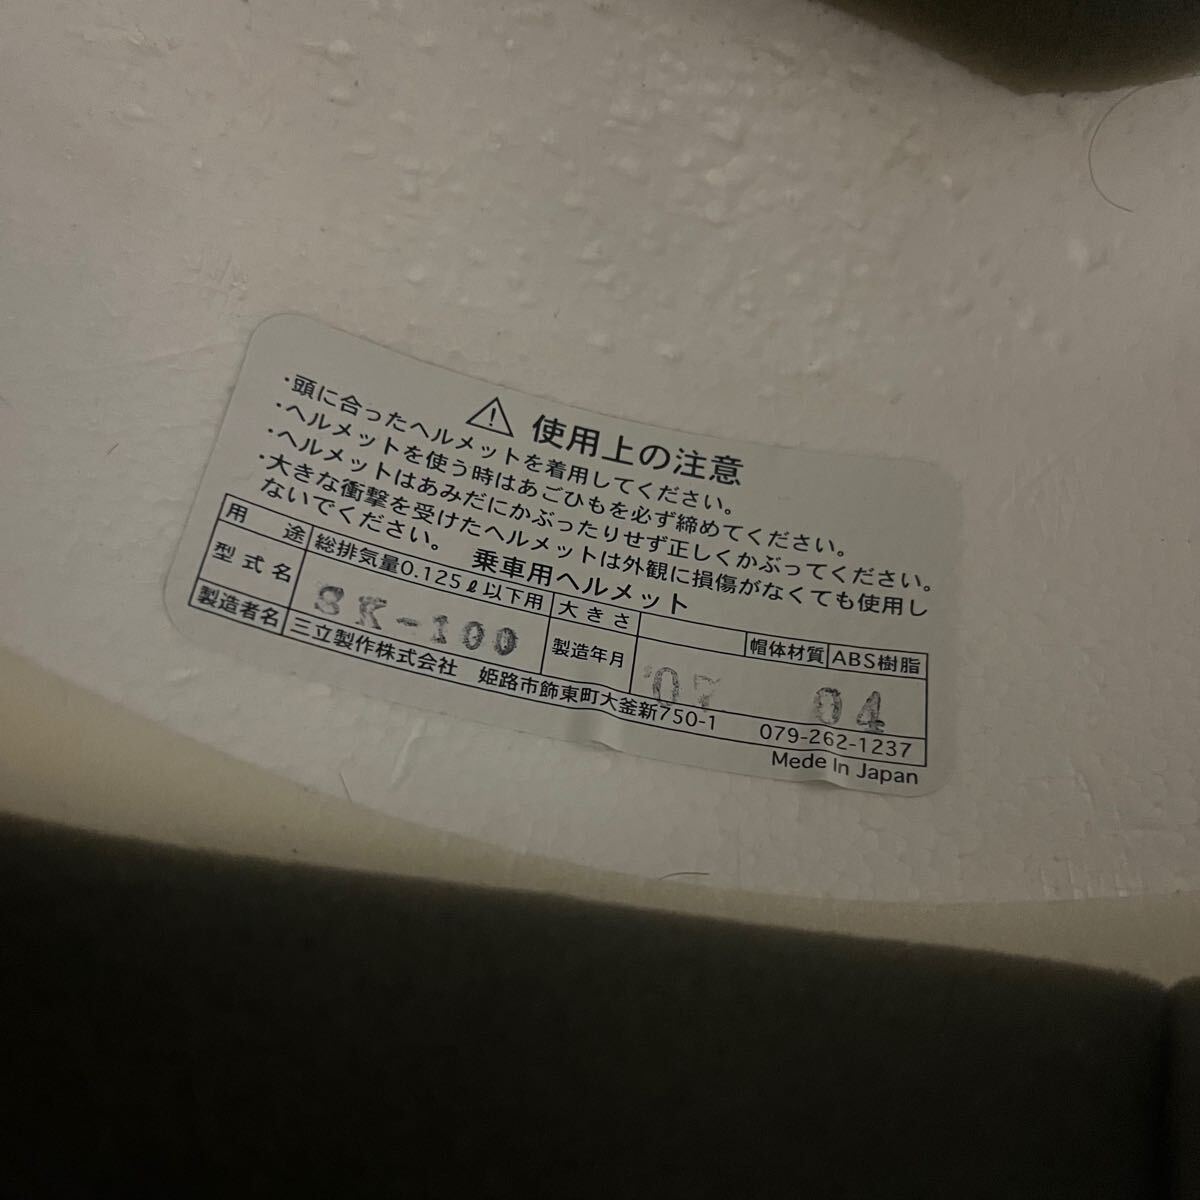 使用上の注意
・頭に合ったヘルメットを着用してください。
・ヘルメットを使う時はあごひもを必ず締めてください。
・ヘルメットはあみだにかぶったりせず正しくかぶってください。
・大きな衝撃を受けたヘルメットは外観に損傷がなくても使用し
ないでください。
乗車用ヘルメット
用途 総排気量0.125ℓ以下用 大きさ 帽体材質 ABS樹脂
型式名 SK-100 製造年月 '07 04
製造者名 三立製作株式会社 姫路市飾東町大釜新750-1 079-262-1237
Mede In Japan